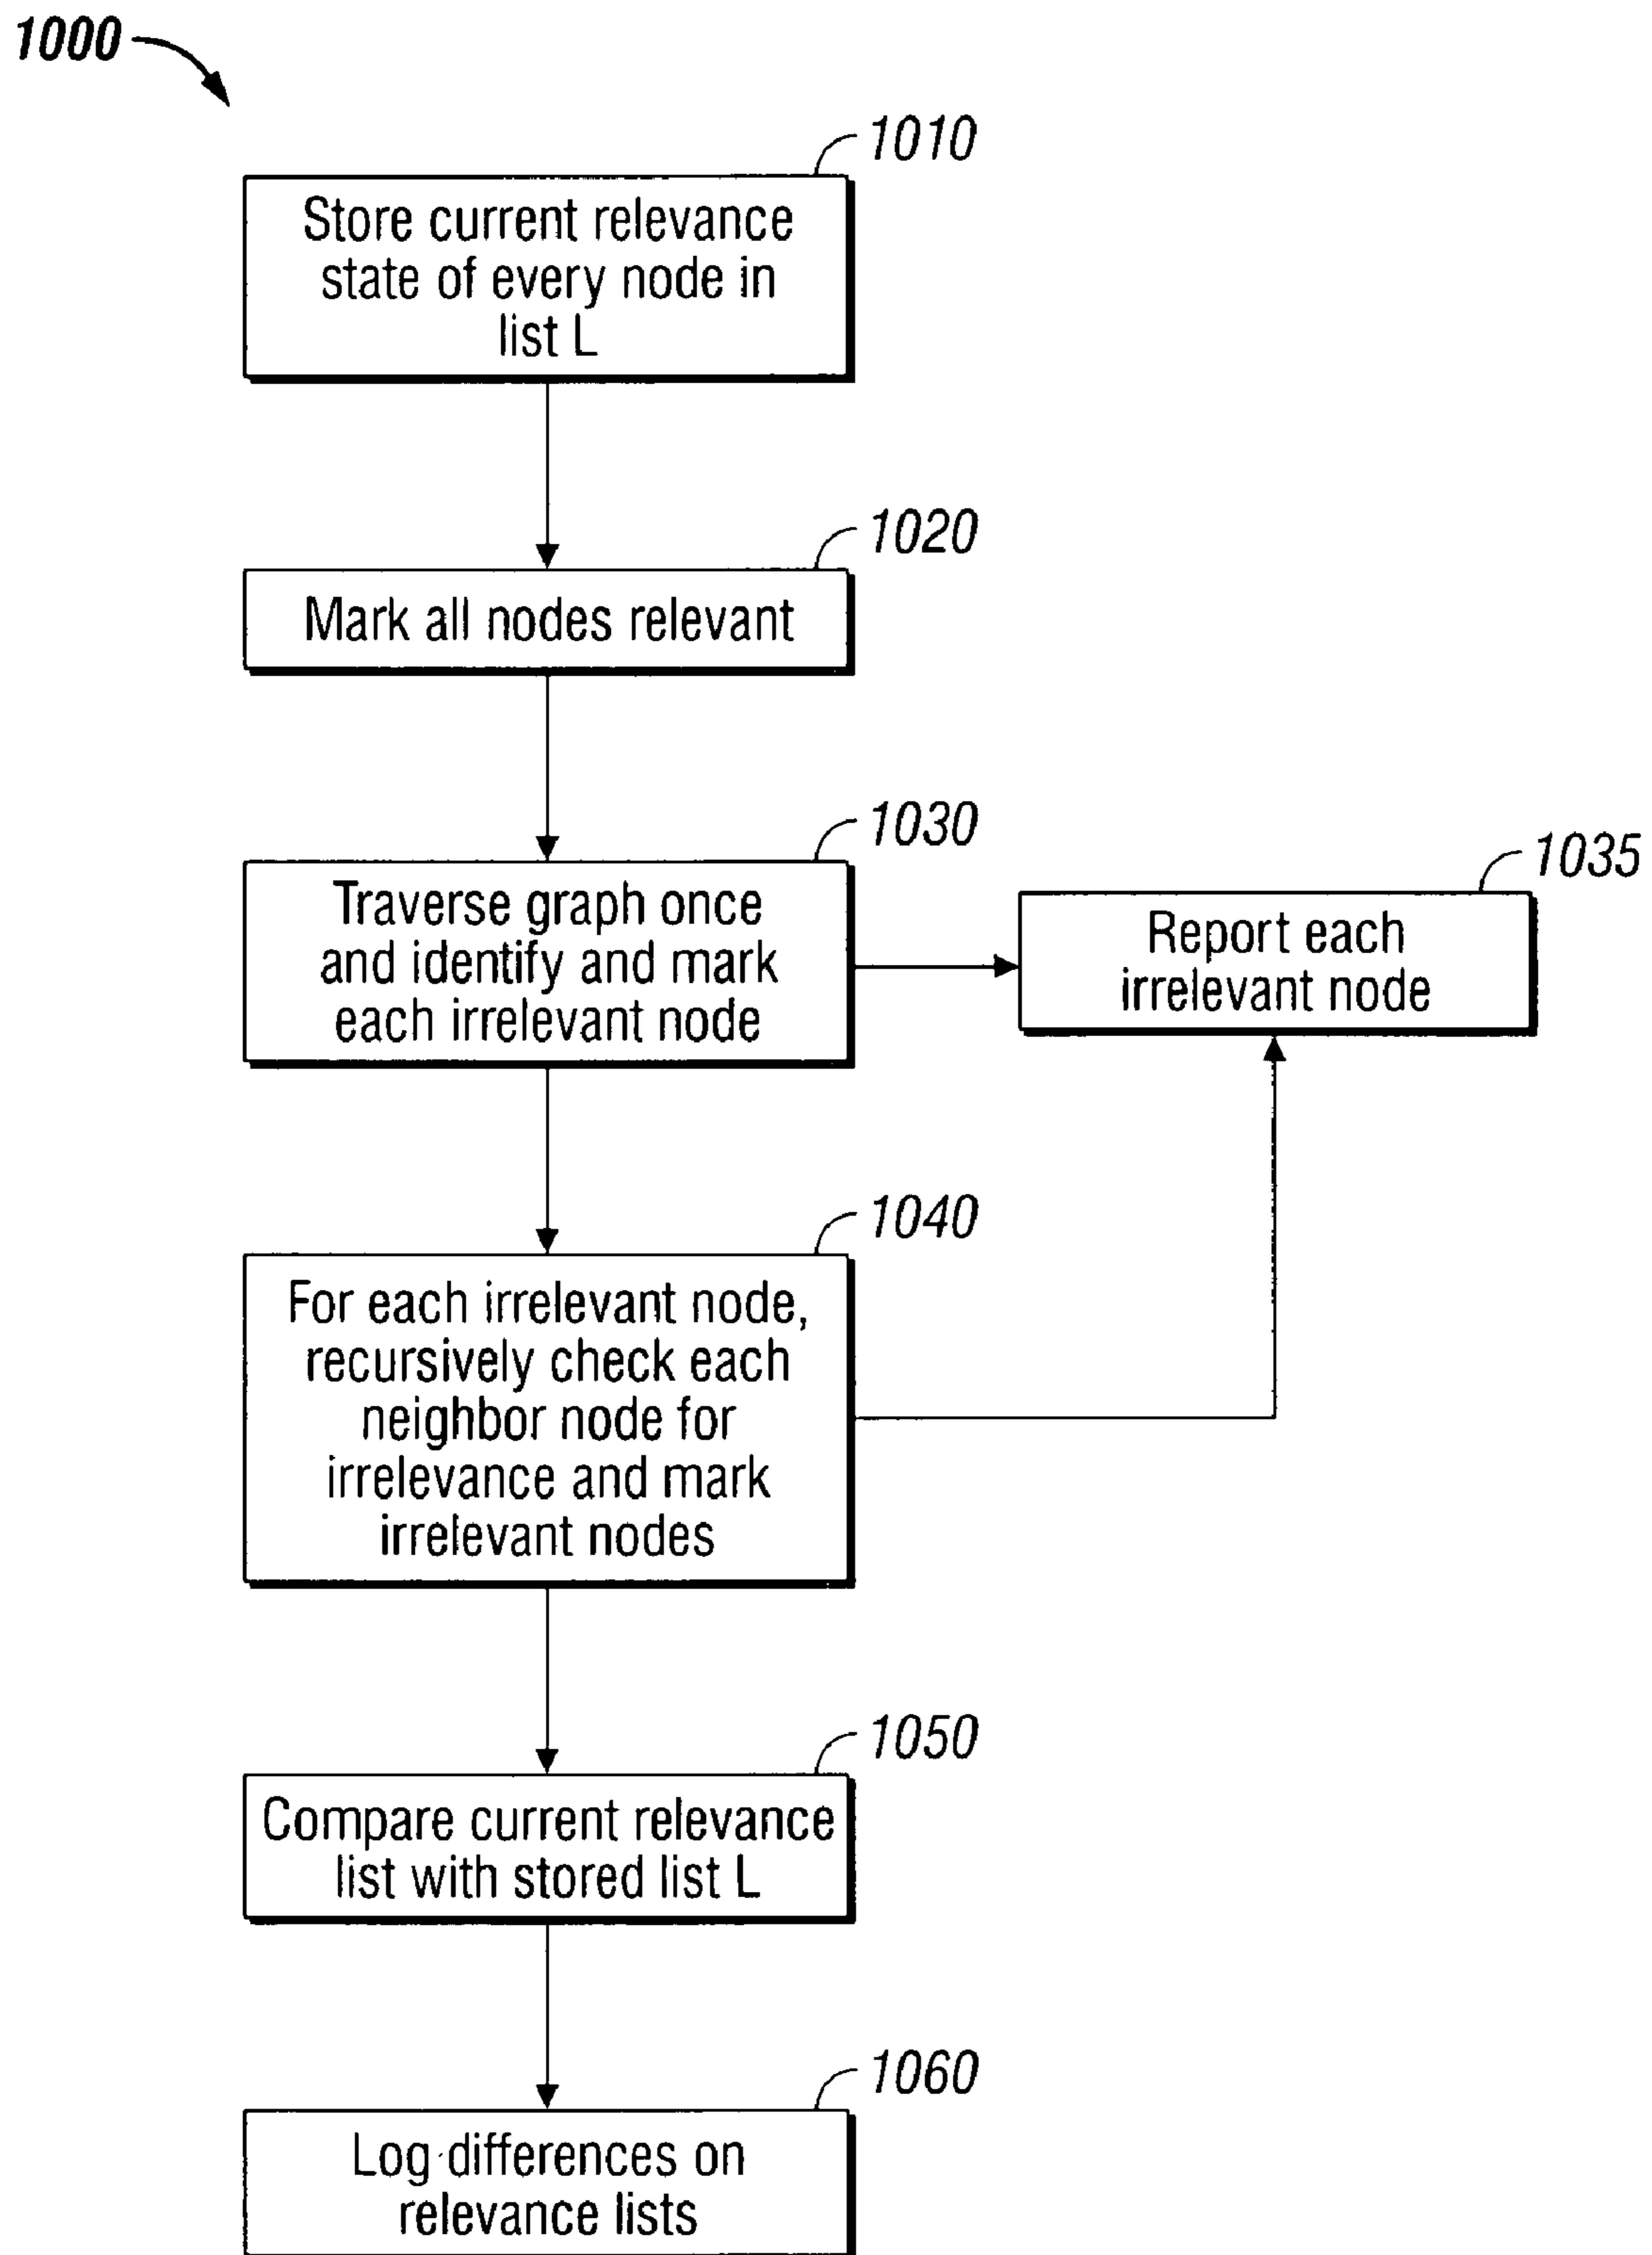 1000
1010
Store current relevance
state of every node in
list L
1020
Mark all nodes relevant
1030
Traverse graph once
and identify and mark
each irrelevant node
1035
Report each
irrelevant node
1040
For each irrelevant node,
recursively check each
neighbor node for
irrelevance and mark
irrelevant nodes
1050
Compare current relevance
list with stored list L
1060
Log differences on
relevance lists